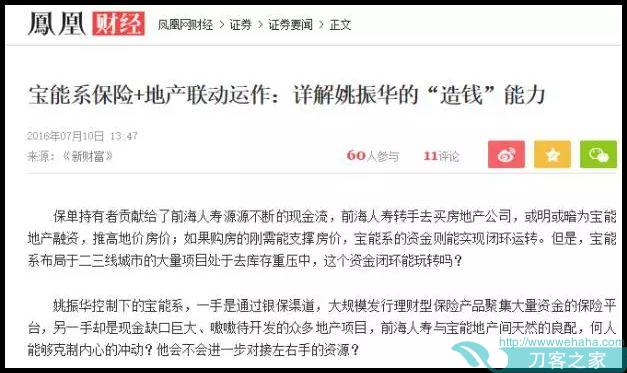 鳳凰财经 凤凰网财经 > 证券 > 证券要闻 > 正文
宝能系保险+地产联动运作：详解姚振华的“造钱”能力
2016年07月10日 13:47
来源：《新财富》 60人参与 11评论
保单持有者贡献给了前海人寿源源不断的现金流，前海人寿转手去买房地产公司，或明或暗为宝能
地产融资，推高地价房价；如果购房的刚需能支撑房价，宝能系的资金则能实现闭环运转。但是，宝能
系布局于二三线城市的大量项目处于去库存重压中，这个资金闭环能玩转吗？
姚振华控制下的宝能系，一手是通过银保渠道，大规模发行理财型保险产品聚集大量资金的保险平
台，另一手却是现金缺口巨大、嗷嗷待开发的众多地产项目，前海人寿与宝能地产间天然的良配，何人
能够克制内心的冲动？他会不会进一步对接左右手的资源？
http://www.wehaha.com/
刀客之家